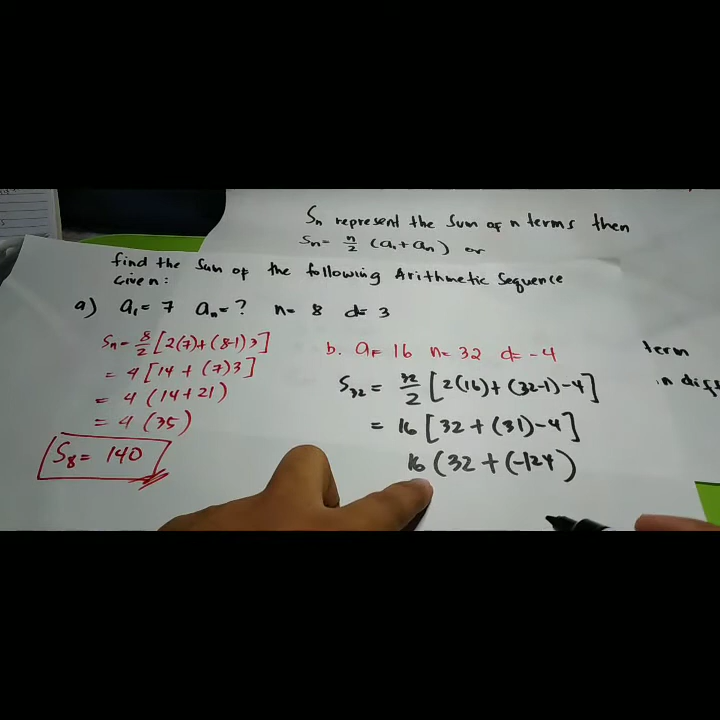 Sn represent the sum of n terms then
Sn= n/2 (a1+an) or
find the sum of the following Arithmetic Sequence
Given:
a) a1= 7 an=? n= 8 d= 3
Sn= 8/2 [2(7)+(8-1)3]
= 4[14 + (7)3]
= 4 (14+21)
= 4 (35)
S8= 140
b. a1= 16 n= 32 d= -4
S32 = 32/2 [2(16)+(32-1)-4]
= 16[32+(31)-4]
16(32+(-124)
term
in